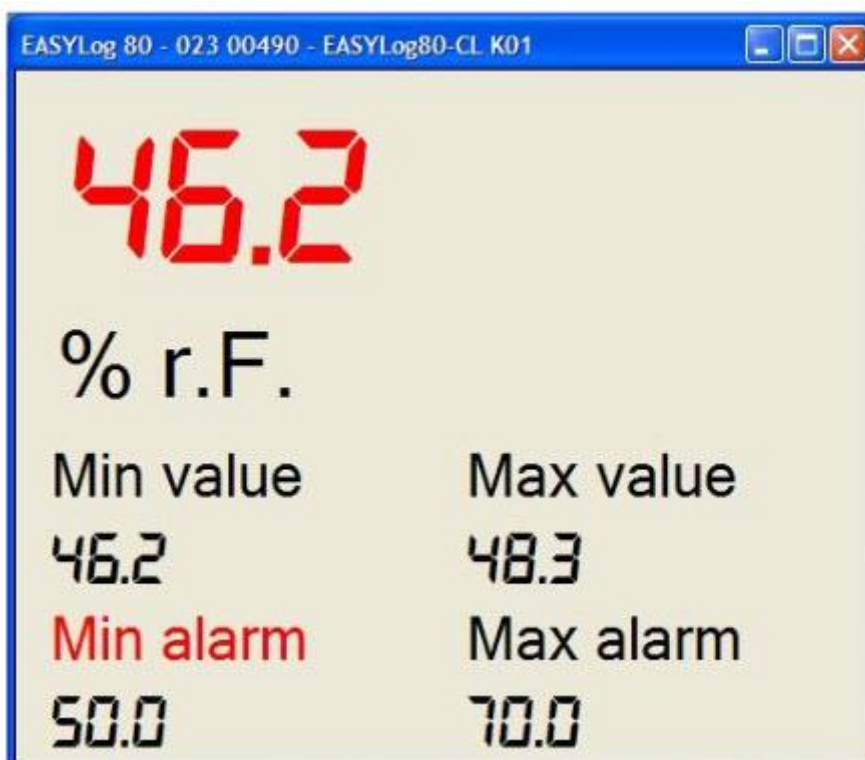 EASYLog 80 - 023 00490 - EASYLog80-CL K01
46.2
% r.F.
Min value Max value
46.2 48.3
Min alarm Max alarm
50.0 70.0